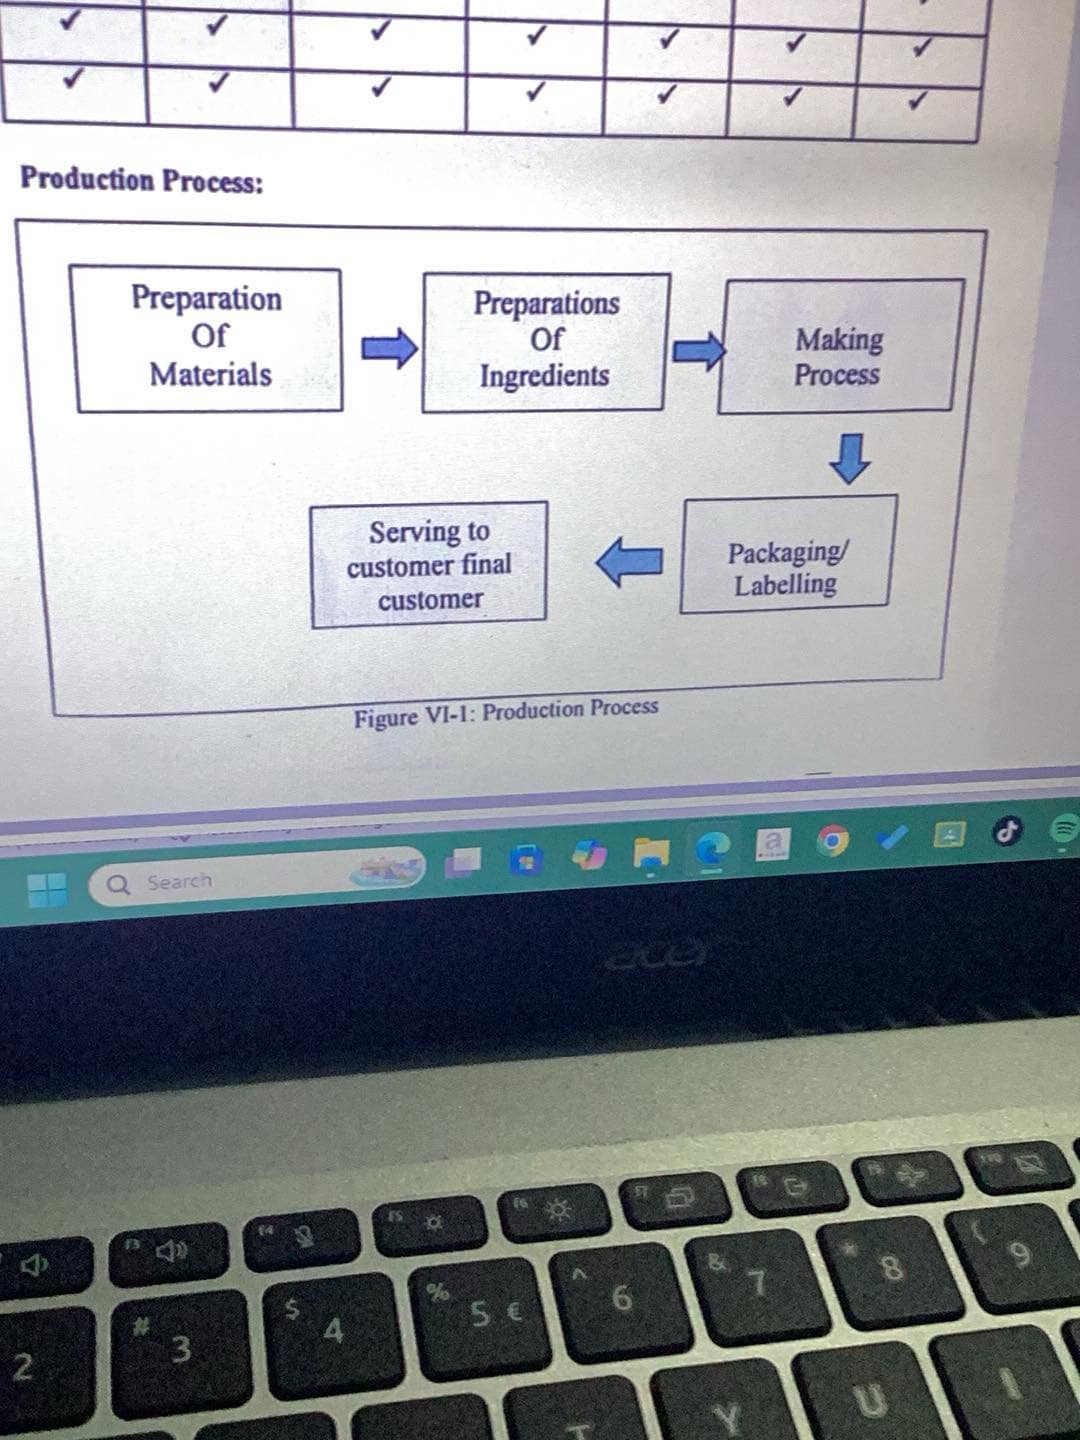 ✓ ✓ ✓ ✓ ✓ ✓ ✓
✓ ✓ ✓ ✓ ✓ ✓ ✓
Production Process:
Preparation
Of
Materials
Preparations
Of
Ingredients
Making
Process
Packaging/
Labelling
Serving to
customer final
customer
Figure VI-1: Production Process
Search
a
acer
F3
F4
F5
F6
F7
F8
F9
F10
2
# 3
$ 4
% 5 €
^ 6
& 7
* 8
( 9
T
Y
U
I